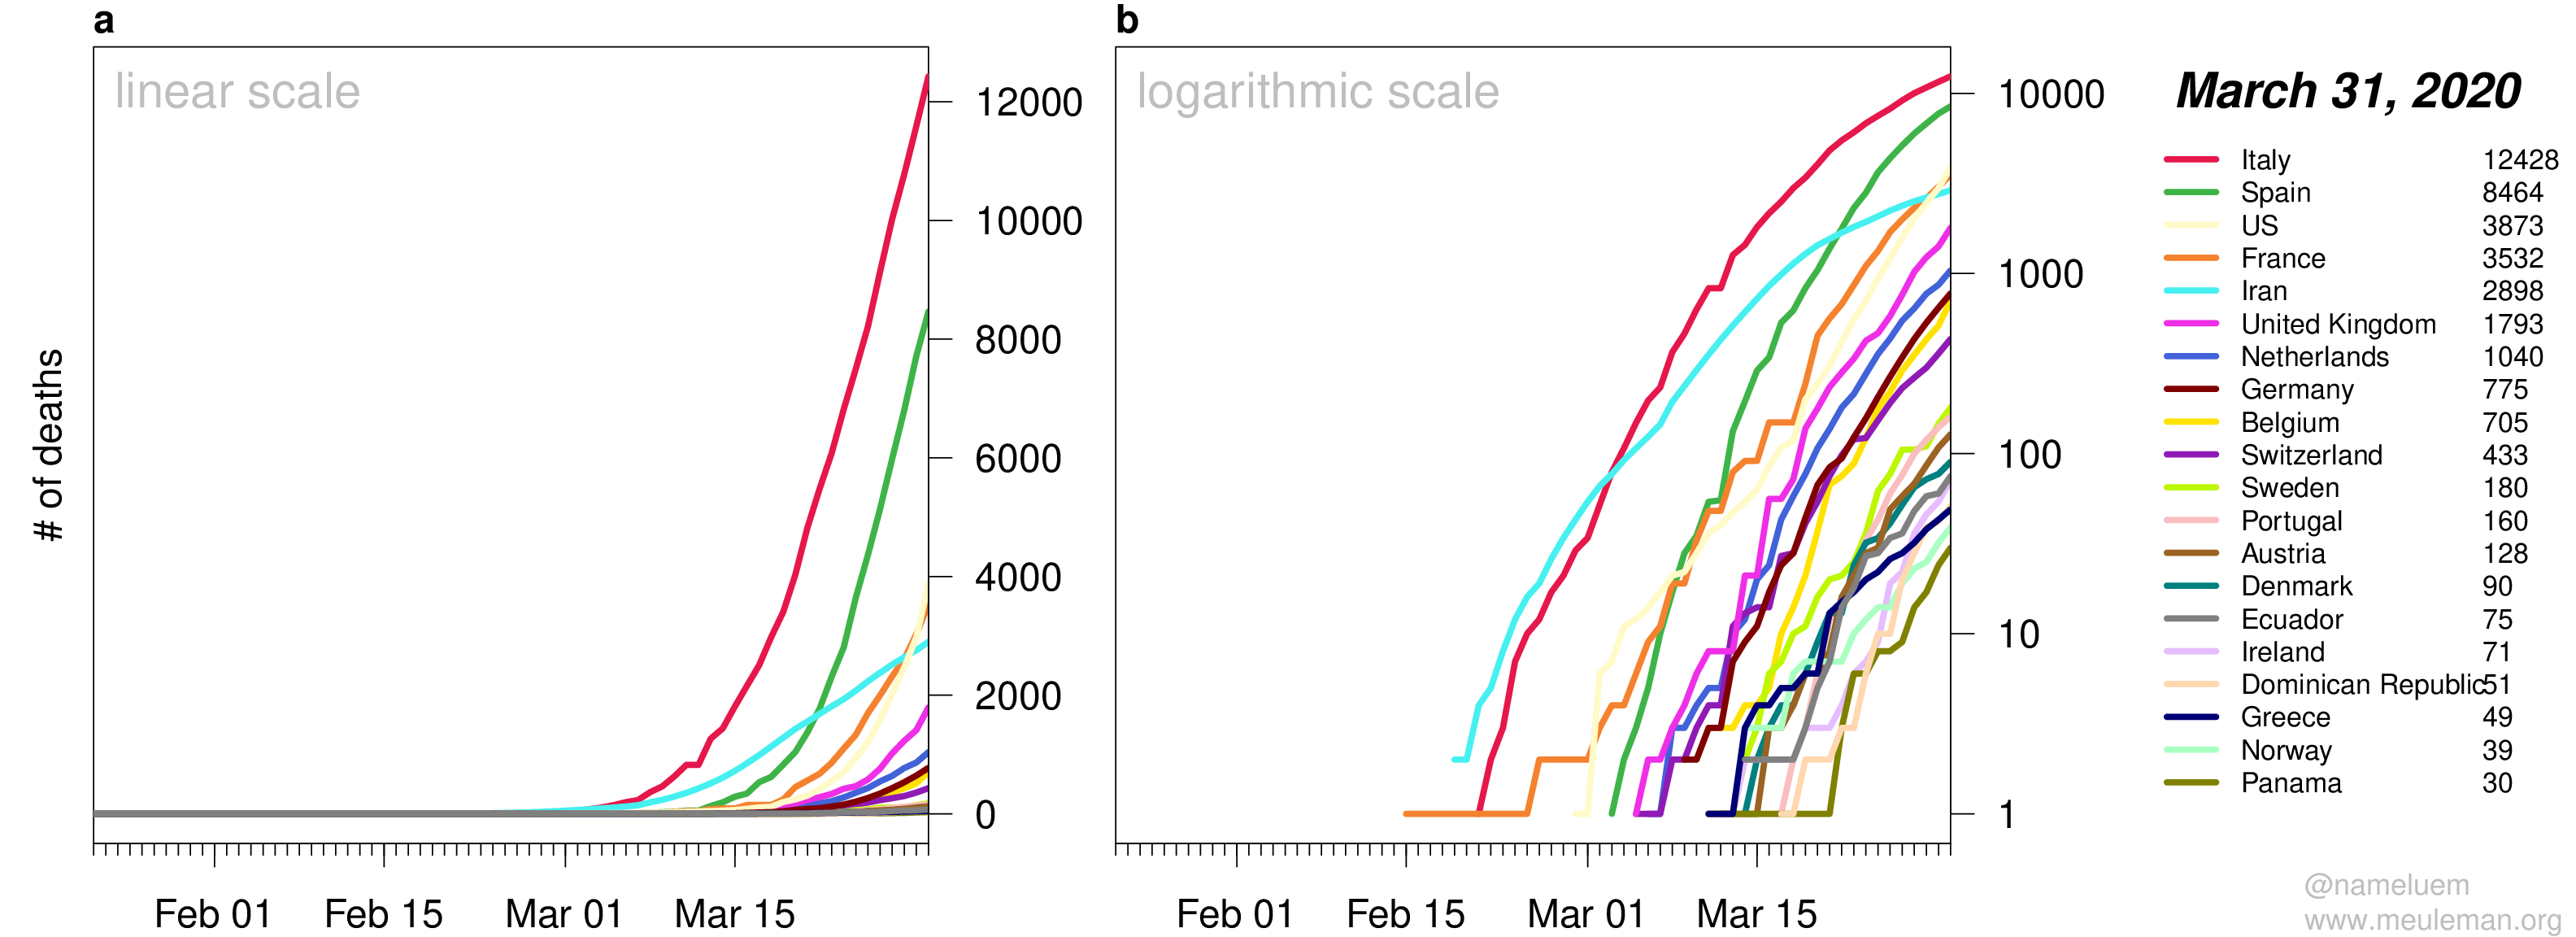 a
linear scale
# of deaths
12000
10000
8000
6000
4000
2000
0
Feb 01 Feb 15 Mar 01 Mar 15
b
logarithmic scale
10000
1000
100
10
1
Feb 01 Feb 15 Mar 01 Mar 15
March 31, 2020
Italy 12428
Spain 8464
US 3873
France 3532
Iran 2898
United Kingdom 1793
Netherlands 1040
Germany 775
Belgium 705
Switzerland 433
Sweden 180
Portugal 160
Austria 128
Denmark 90
Ecuador 75
Ireland 71
Dominican Republic 51
Greece 49
Norway 39
Panama 30
@nameluem
www.meuleman.org